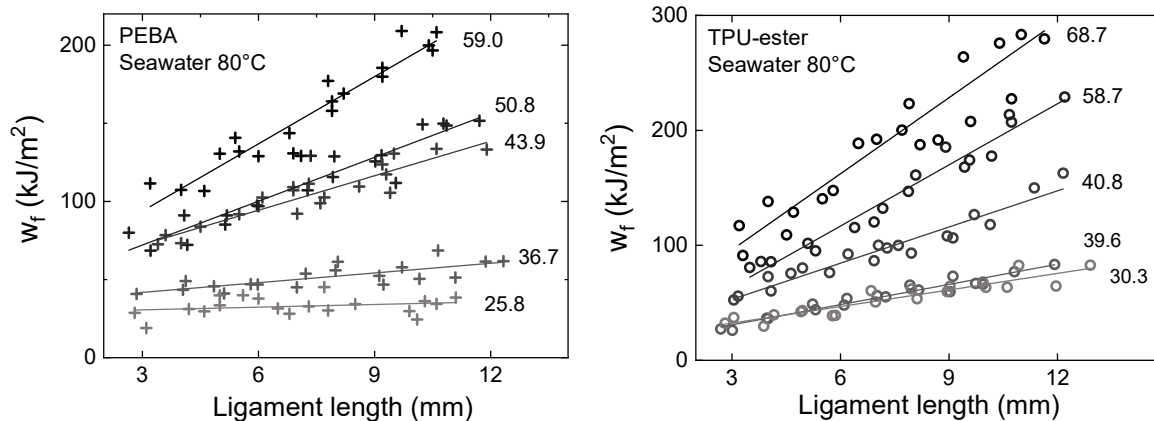 PEBA
Seawater 80°C
59.0
50.8
43.9
36.7
25.8
200
100
0
w_f (kJ/m²)
3 6 9 12
Ligament length (mm)
TPU-ester
Seawater 80°C
68.7
58.7
40.8
39.6
30.3
300
200
100
0
w_f (kJ/m²)
3 6 9 12
Ligament length (mm)